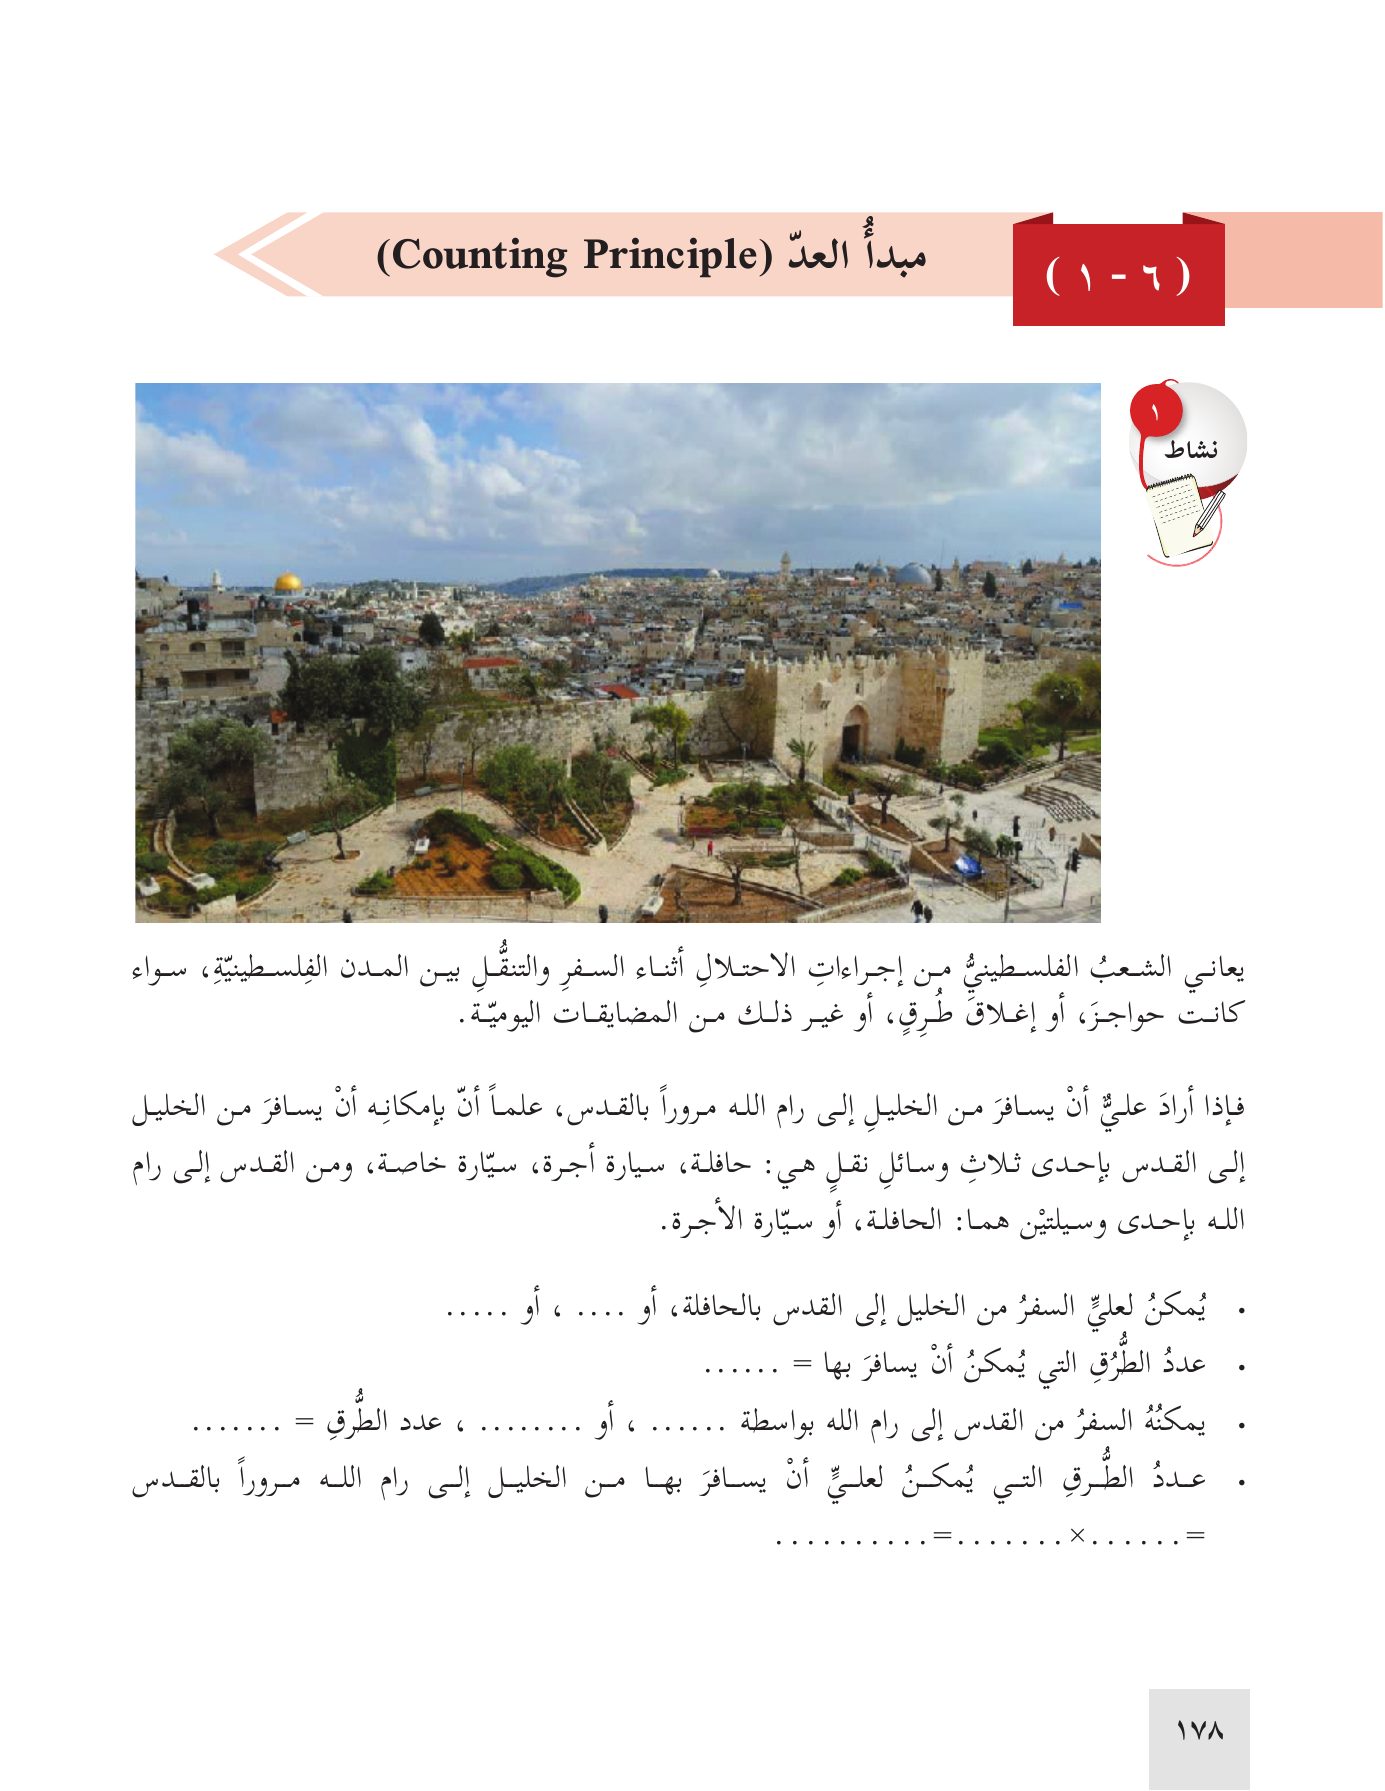 ( ٦ - ١ )
مبدأُ العدّ (Counting Principle)
١
نشاط
يعاني الشعبُ الفلسطينيُّ من إجراءاتِ الاحتلالِ أثناء السفرِ والتنقُّلِ بين المدن الفِلسطينيّةِ، سواء
كانت حواجزَ، أو إغلاقَ طُرِقٍ، أو غير ذلك من المضايقات اليوميّة.
فإذا أرادَ عليٌّ أنْ يسافرَ من الخليلِ إلى رام الله مروراً بالقدس، علماً أنّ بإمكانِه أنْ يسافرَ من الخليل
إلى القدس بإحدى ثلاثِ وسائلِ نقلٍ هي: حافلة، سيارة أجرة، سيّارة خاصة، ومن القدس إلى رام
الله بإحدى وسيلتيْن هما: الحافلة، أو سيّارة الأجرة.
• يُمكنُ لعليٍّ السفرُ من الخليل إلى القدس بالحافلة، أو .... ، أو .....
• عددُ الطُّرُقِ التي يُمكنُ أنْ يسافرَ بها = ......
• يمكنُهُ السفرُ من القدس إلى رام الله بواسطة ...... ، أو ........ ، عدد الطُّرقِ = .......
• عددُ الطُّرقِ التي يُمكنُ لعليٍّ أنْ يسافرَ بها من الخليل إلى رام الله مروراً بالقدس
=......×.......=..........
١٧٨